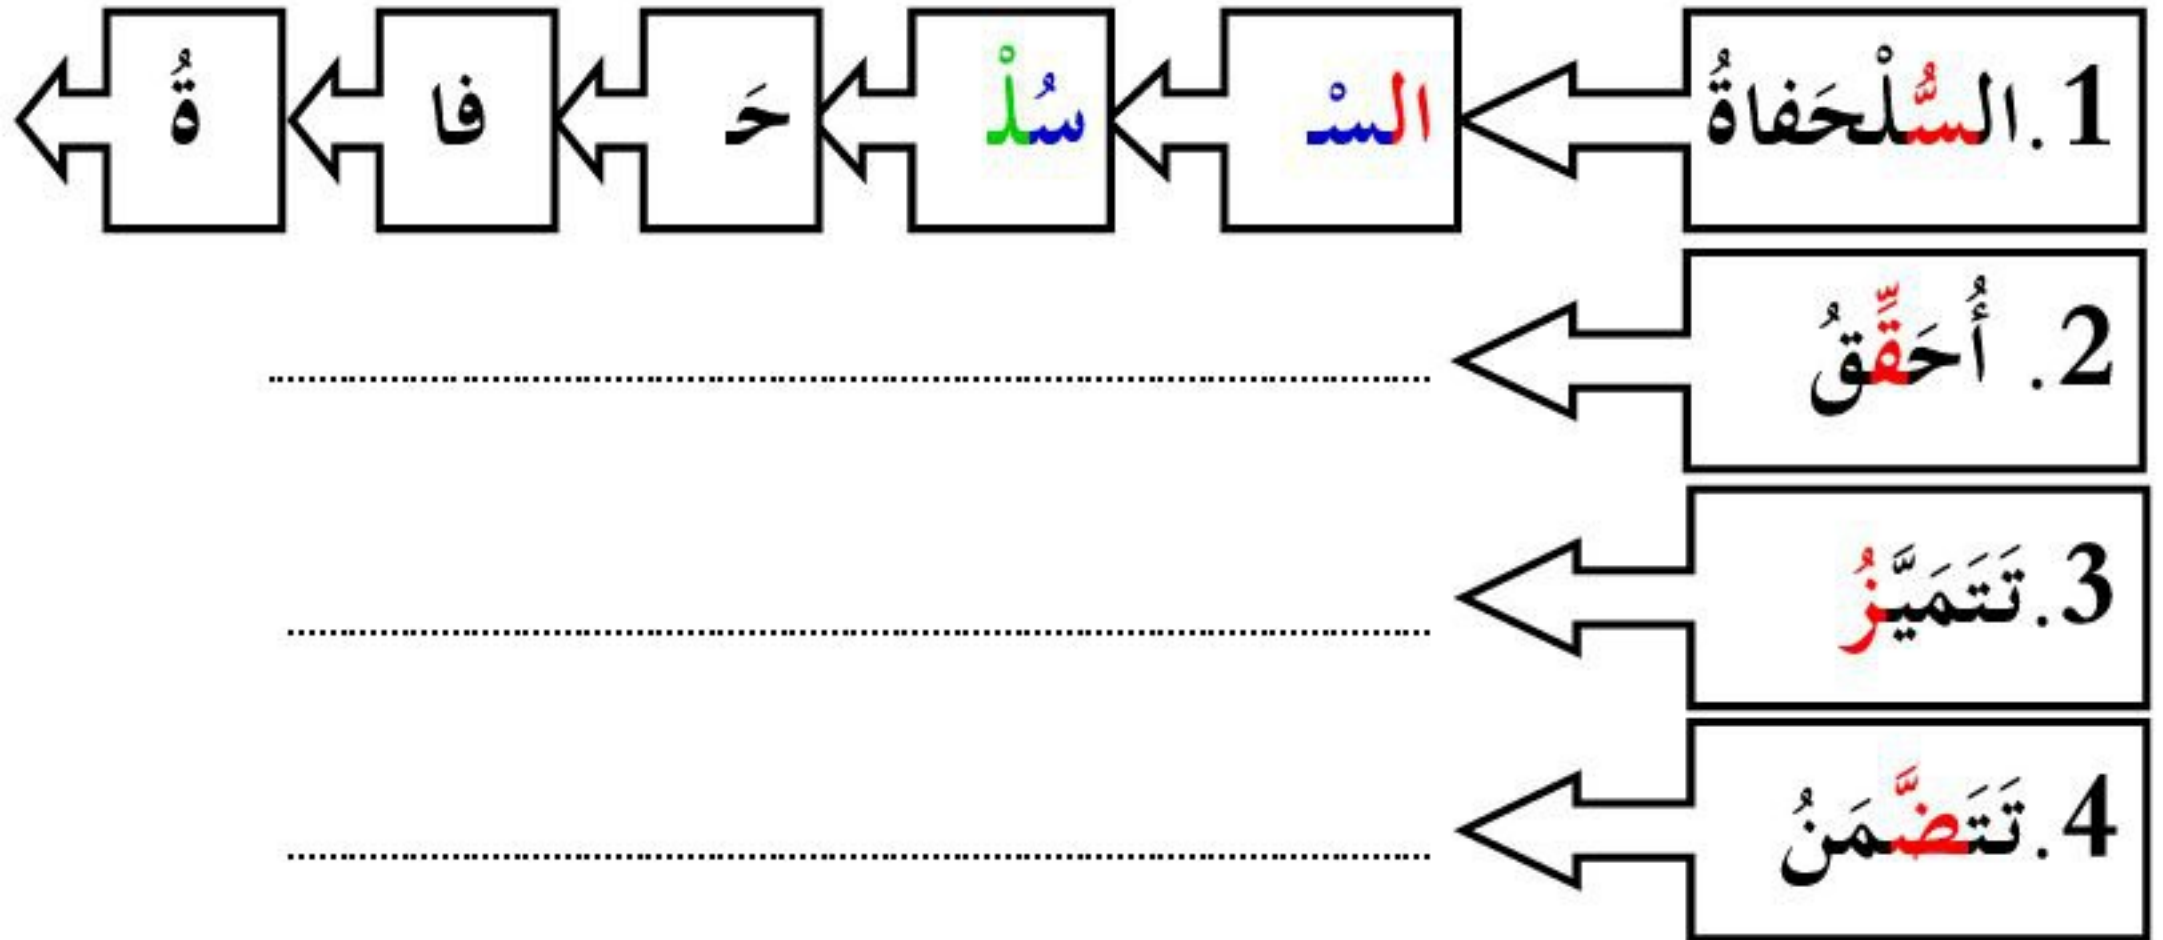 1. السُّلْحَفاةُ السْـ سُلْـ حَـ فا ةُ
2. أُحَقِّقُ ................................................
3. تَتَمَيَّزُ ................................................
4. تَتَضَّمَنُ ................................................